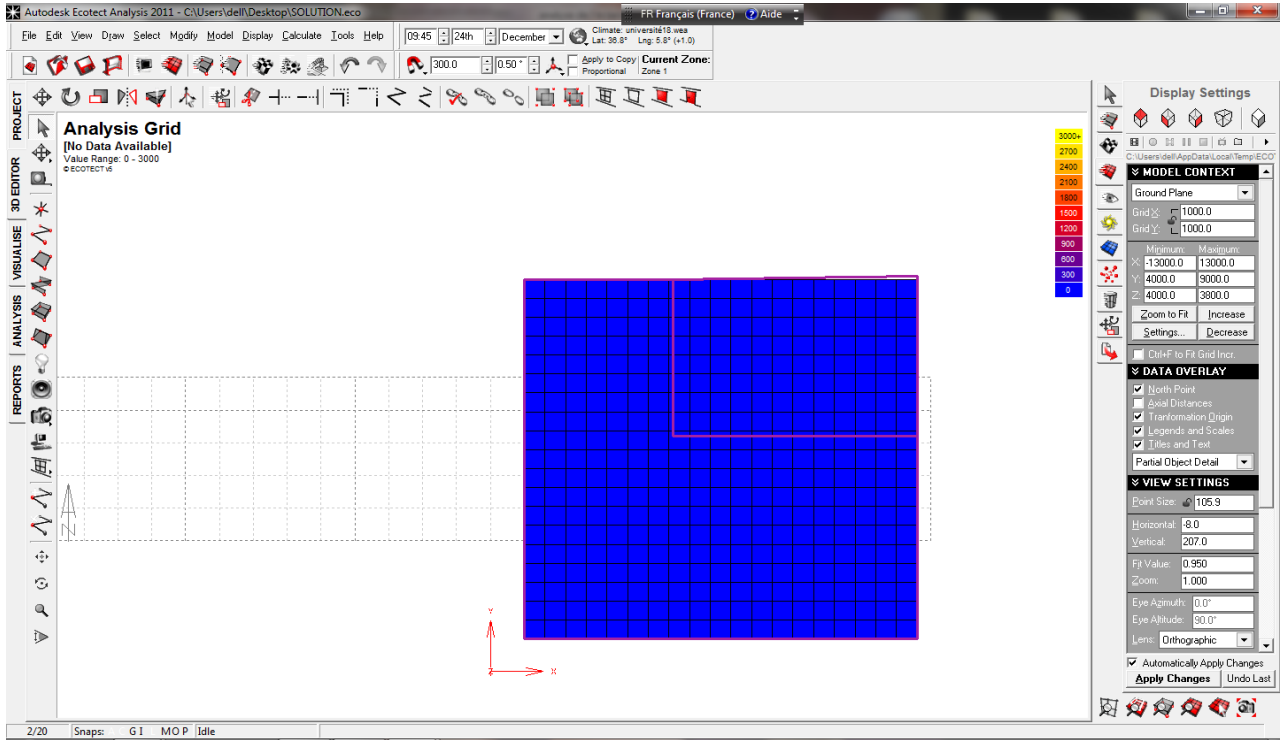 Autodesk Ecotect Analysis 2011 - C:\Users\dell\Desktop\SOLUTION.eco
FR Français (France) Aide
File Edit View Draw Select Modify Model Display Calculate Tools Help
09:45 24th December
Climate: université18.wea
Lat: 36.8° Lng: 5.8° (+1.0)
300.0 0.50 °
Apply to Copy
Proportional
Current Zone:
Zone 1
PROJECT
3D EDITOR
VISUALISE
ANALYSIS
REPORTS
Analysis Grid
[No Data Available]
Value Range: 0 - 3000
© ECOTECT v5
3000+
2700
2400
2100
1800
1500
1200
900
600
300
0
N
Y
X
Display Settings
C:\Users\dell\AppData\Local\Temp\ECO
MODEL CONTEXT
Ground Plane
Grid X: 1000.0
Grid Y: 1000.0
Minimum: Maximum:
X: -13000.0 13000.0
Y: 4000.0 9000.0
Z: 4000.0 3800.0
Zoom to Fit Increase
Settings... Decrease
Ctrl+F to Fit Grid Incr.
DATA OVERLAY
North Point
Axial Distances
Tranformation Origin
Legends and Scales
Titles and Text
Partial Object Detail
VIEW SETTINGS
Point Size: 105.9
Horizontal: -8.0
Vertical: 207.0
Fit Value: 0.950
Zoom: 1.000
Eye Azimuth: 0.0°
Eye Altitude: 90.0°
Lens: Orthographic
Automatically Apply Changes
Apply Changes Undo Last
2/20 Snaps: G I M O P Idle